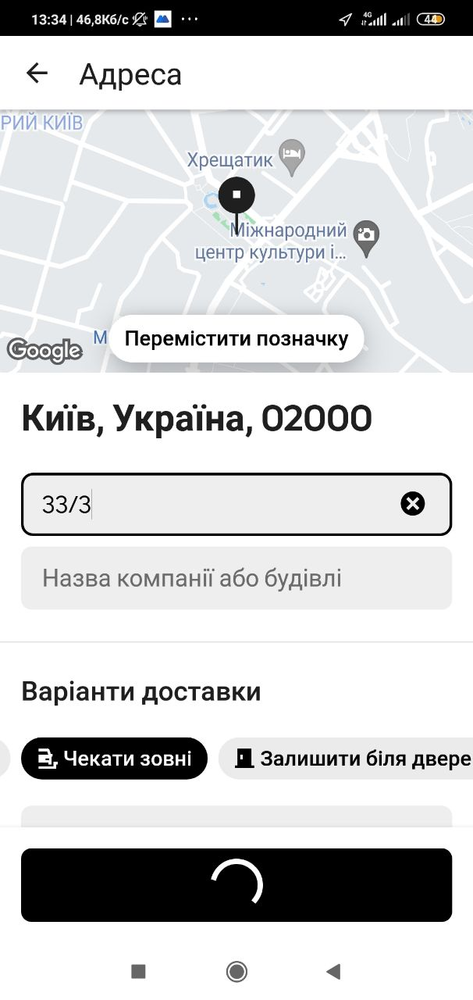 13:34 | 46,8Кб/с ··· 4G 44
Адреса
РИЙ КИЇВ
Хрещатик
Міжнародний
центр культури і...
М
Google
Перемістити позначку
Київ, Україна, 02000
33/3
Назва компанії або будівлі
Варіанти доставки
Чекати зовні
Залишити біля двере